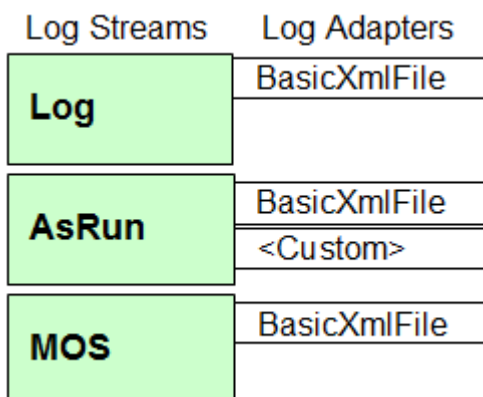 Log Streams Log Adapters
BasicXmlFile
Log
BasicXmlFile
AsRun
<Custom>
BasicXmlFile
MOS